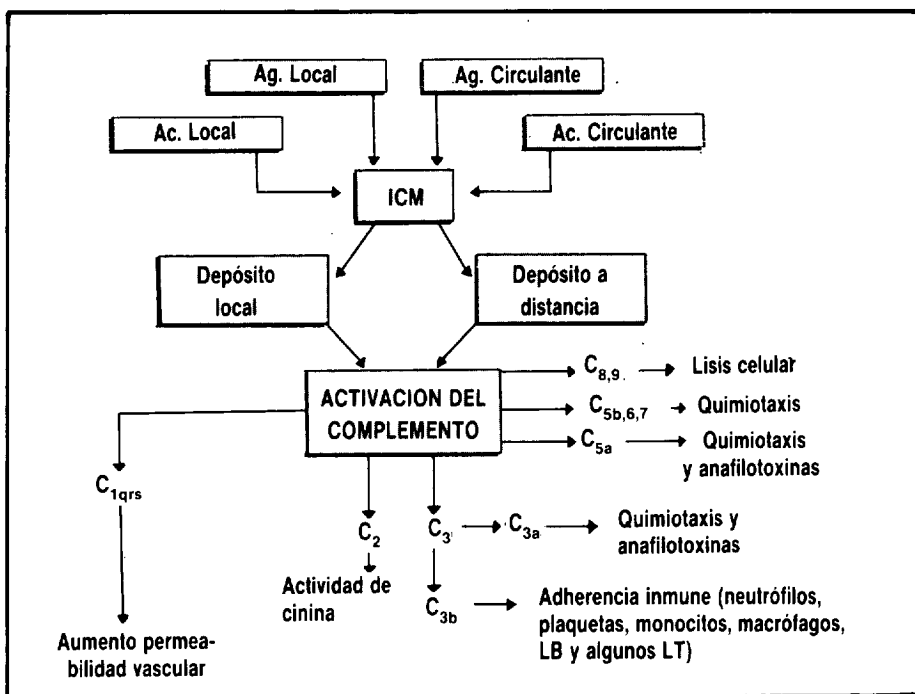 Ag. Local
Ag. Circulante
Ac. Local
Ac. Circulante
ICM
Depósito
local
Depósito a
distancia
ACTIVACION DEL
COMPLEMENTO
C8,9
Lisis celular
C5b,6,7
Quimiotaxis
C5a
Quimiotaxis
y anafilotoxinas
C1qrs
C2
C3
C3a
Quimiotaxis y
anafilotoxinas
Actividad de
cinina
C3b
Adherencia inmune (neutrófilos,
plaquetas, monocitos, macrófagos,
LB y algunos LT)
Aumento permea-
bilidad vascular